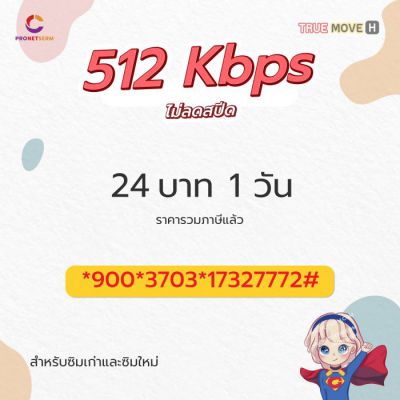 PRONETSERM
TRUE MOVE H
512 Kbps
ไม่ลดสปีด
24 บาท 1 วัน
ราคารวมภาษีแล้ว
*900*3703*17327772#
สำหรับซิมเก่าและซิมใหม่